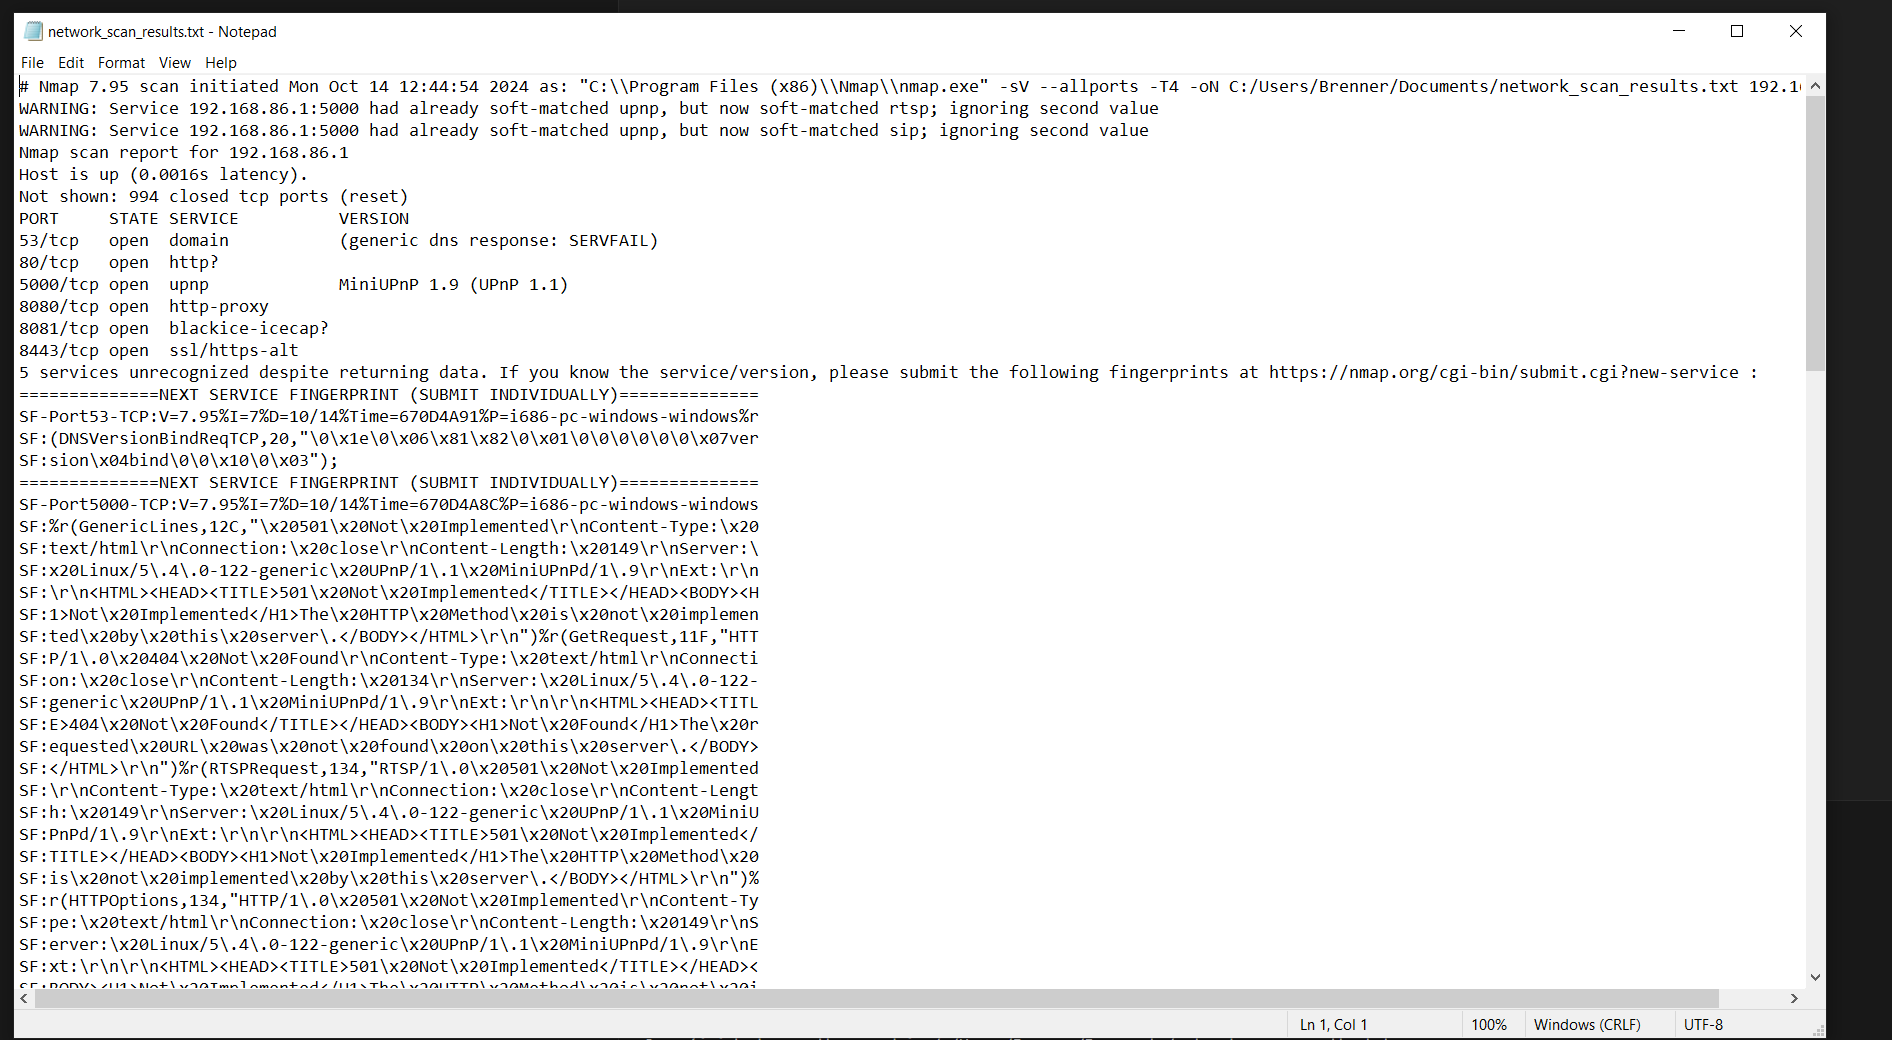 network_scan_results.txt - Notepad
File Edit Format View Help
# Nmap 7.95 scan initiated Mon Oct 14 12:44:54 2024 as: "C:\\Program Files (x86)\\Nmap\\nmap.exe" -sV --allports -T4 -oN C:/Users/Brenner/Documents/network_scan_results.txt 192.1
WARNING: Service 192.168.86.1:5000 had already soft-matched upnp, but now soft-matched rtsp; ignoring second value
WARNING: Service 192.168.86.1:5000 had already soft-matched upnp, but now soft-matched sip; ignoring second value
Nmap scan report for 192.168.86.1
Host is up (0.0016s latency).
Not shown: 994 closed tcp ports (reset)
PORT     STATE SERVICE          VERSION
53/tcp   open  domain           (generic dns response: SERVFAIL)
80/tcp   open  http?
5000/tcp open  upnp             MiniUPnP 1.9 (UPnP 1.1)
8080/tcp open  http-proxy
8081/tcp open  blackice-icecap?
8443/tcp open  ssl/https-alt
5 services unrecognized despite returning data. If you know the service/version, please submit the following fingerprints at https://nmap.org/cgi-bin/submit.cgi?new-service :
==============NEXT SERVICE FINGERPRINT (SUBMIT INDIVIDUALLY)==============
SF-Port53-TCP:V=7.95%I=7%D=10/14%Time=670D4A91%P=i686-pc-windows-windows%r
SF:(DNSVersionBindReqTCP,20,"\0\x1e\0\x06\x81\x82\0\x01\0\0\0\0\0\0\x07ver
SF:sion\x04bind\0\0\x10\0\x03");
==============NEXT SERVICE FINGERPRINT (SUBMIT INDIVIDUALLY)==============
SF-Port5000-TCP:V=7.95%I=7%D=10/14%Time=670D4A8C%P=i686-pc-windows-windows
SF:%r(GenericLines,12C,"\x20501\x20Not\x20Implemented\r\nContent-Type:\x20
SF:text/html\r\nConnection:\x20close\r\nContent-Length:\x20149\r\nServer:\
SF:x20Linux/5\.4\.0-122-generic\x20UPnP/1\.1\x20MiniUPnPd/1\.9\r\nExt:\r\n
SF:\r\n<HTML><HEAD><TITLE>501\x20Not\x20Implemented</TITLE></HEAD><BODY><H
SF:1>Not\x20Implemented</H1>The\x20HTTP\x20Method\x20is\x20not\x20implemen
SF:ted\x20by\x20this\x20server\.</BODY></HTML>\r\n")%r(GetRequest,11F,"HTT
SF:P/1\.0\x20404\x20Not\x20Found\r\nContent-Type:\x20text/html\r\nConnecti
SF:on:\x20close\r\nContent-Length:\x20134\r\nServer:\x20Linux/5\.4\.0-122-
SF:generic\x20UPnP/1\.1\x20MiniUPnPd/1\.9\r\nExt:\r\n\r\n<HTML><HEAD><TITL
SF:E>404\x20Not\x20Found</TITLE></HEAD><BODY><H1>Not\x20Found</H1>The\x20r
SF:equested\x20URL\x20was\x20not\x20found\x20on\x20this\x20server\.</BODY>
SF:</HTML>\r\n")%r(RTSPRequest,134,"RTSP/1\.0\x20501\x20Not\x20Implemented
SF:\r\nContent-Type:\x20text/html\r\nConnection:\x20close\r\nContent-Lengt
SF:h:\x20149\r\nServer:\x20Linux/5\.4\.0-122-generic\x20UPnP/1\.1\x20MiniU
SF:PnPd/1\.9\r\nExt:\r\n\r\n<HTML><HEAD><TITLE>501\x20Not\x20Implemented</
SF:TITLE></HEAD><BODY><H1>Not\x20Implemented</H1>The\x20HTTP\x20Method\x20
SF:is\x20not\x20implemented\x20by\x20this\x20server\.</BODY></HTML>\r\n")%
SF:r(HTTPOptions,134,"HTTP/1\.0\x20501\x20Not\x20Implemented\r\nContent-Ty
SF:pe:\x20text/html\r\nConnection:\x20close\r\nContent-Length:\x20149\r\nS
SF:erver:\x20Linux/5\.4\.0-122-generic\x20UPnP/1\.1\x20MiniUPnPd/1\.9\r\nE
SF:xt:\r\n\r\n<HTML><HEAD><TITLE>501\x20Not\x20Implemented</TITLE></HEAD><
SF:BODY><H1>Not\x20Implemented</H1>The\x20HTTP\x20Method\x20is\x20not\x20i
Ln 1, Col 1
100%
Windows (CRLF)
UTF-8